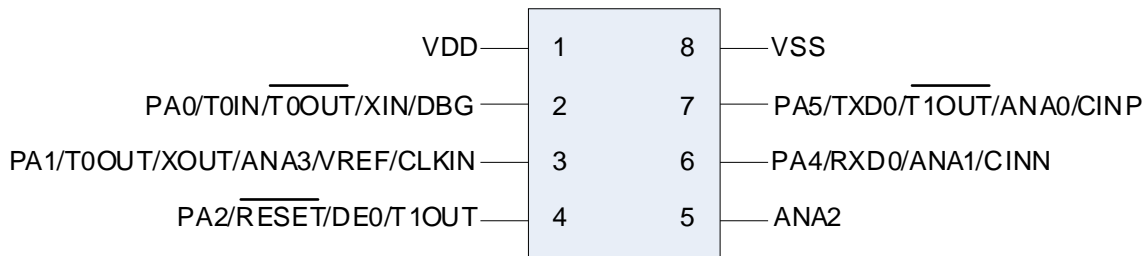 VDD 1 8 VSS
PA0/T0IN/T0OUT/XIN/DBG 2 7 PA5/TXD0/T1OUT/ANA0/CINP
PA1/T0OUT/XOUT/ANA3/VREF/CLKIN 3 6 PA4/RXD0/ANA1/CINN
PA2/RESET/DE0/T1OUT 4 5 ANA2